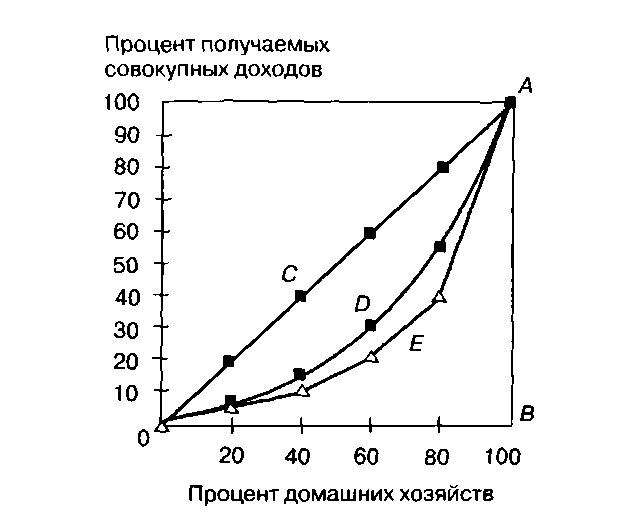 Процент получаемых
совокупных доходов
100
90
80
70
60
50
40
30
20
10
0
A
C
D
E
B
20 40 60 80 100
Процент домашних хозяйств